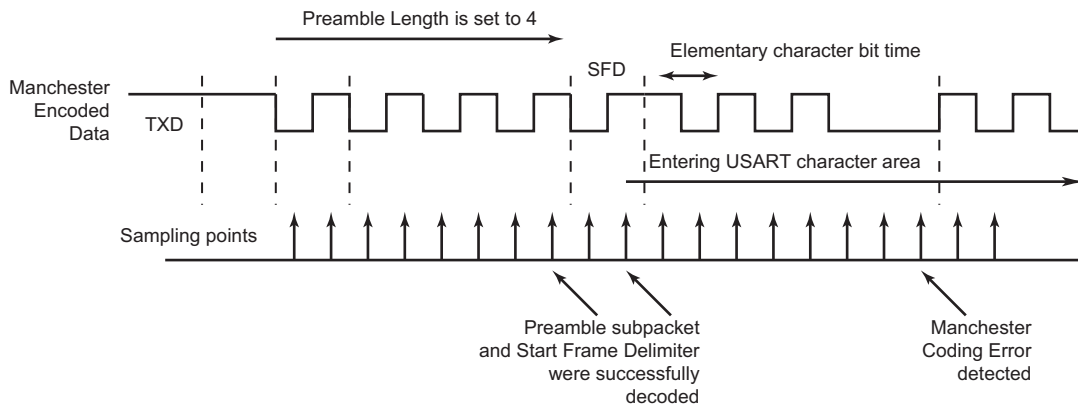 Preamble Length is set to 4
Elementary character bit time
SFD
Manchester
Encoded
Data
TXD
Entering USART character area
Sampling points
Preamble subpacket
and Start Frame Delimiter
were successfully
decoded
Manchester
Coding Error
detected